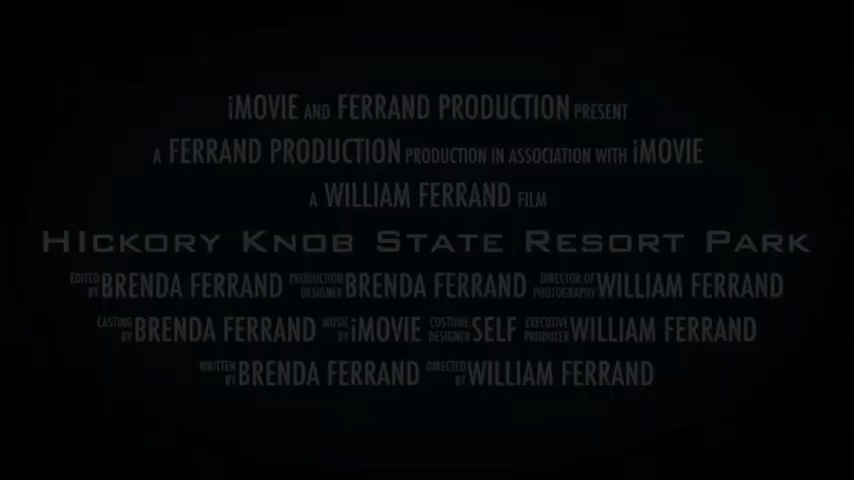 iMOVIE AND FERRAND PRODUCTION PRESENT
A FERRAND PRODUCTION PRODUCTION IN ASSOCIATION WITH iMOVIE
A WILLIAM FERRAND FILM
HICKORY KNOB STATE RESORT PARK
EDITED BY BRENDA FERRAND PRODUCTION DESIGNER BRENDA FERRAND DIRECTOR OF PHOTOGRAPHY WILLIAM FERRAND
CASTING BY BRENDA FERRAND MUSIC BY iMOVIE COSTUME DESIGNER SELF EXECUTIVE PRODUCER WILLIAM FERRAND
WRITTEN BY BRENDA FERRAND DIRECTED BY WILLIAM FERRAND